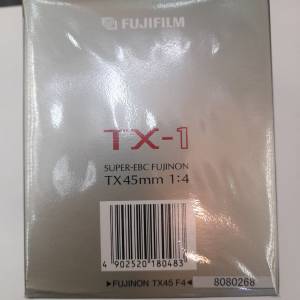 FUJIFILM
TX-1
SUPER-EBC FUJINON
TX45mm 1:4
4 902520 180483
FUJINON TX45 F4
8080268